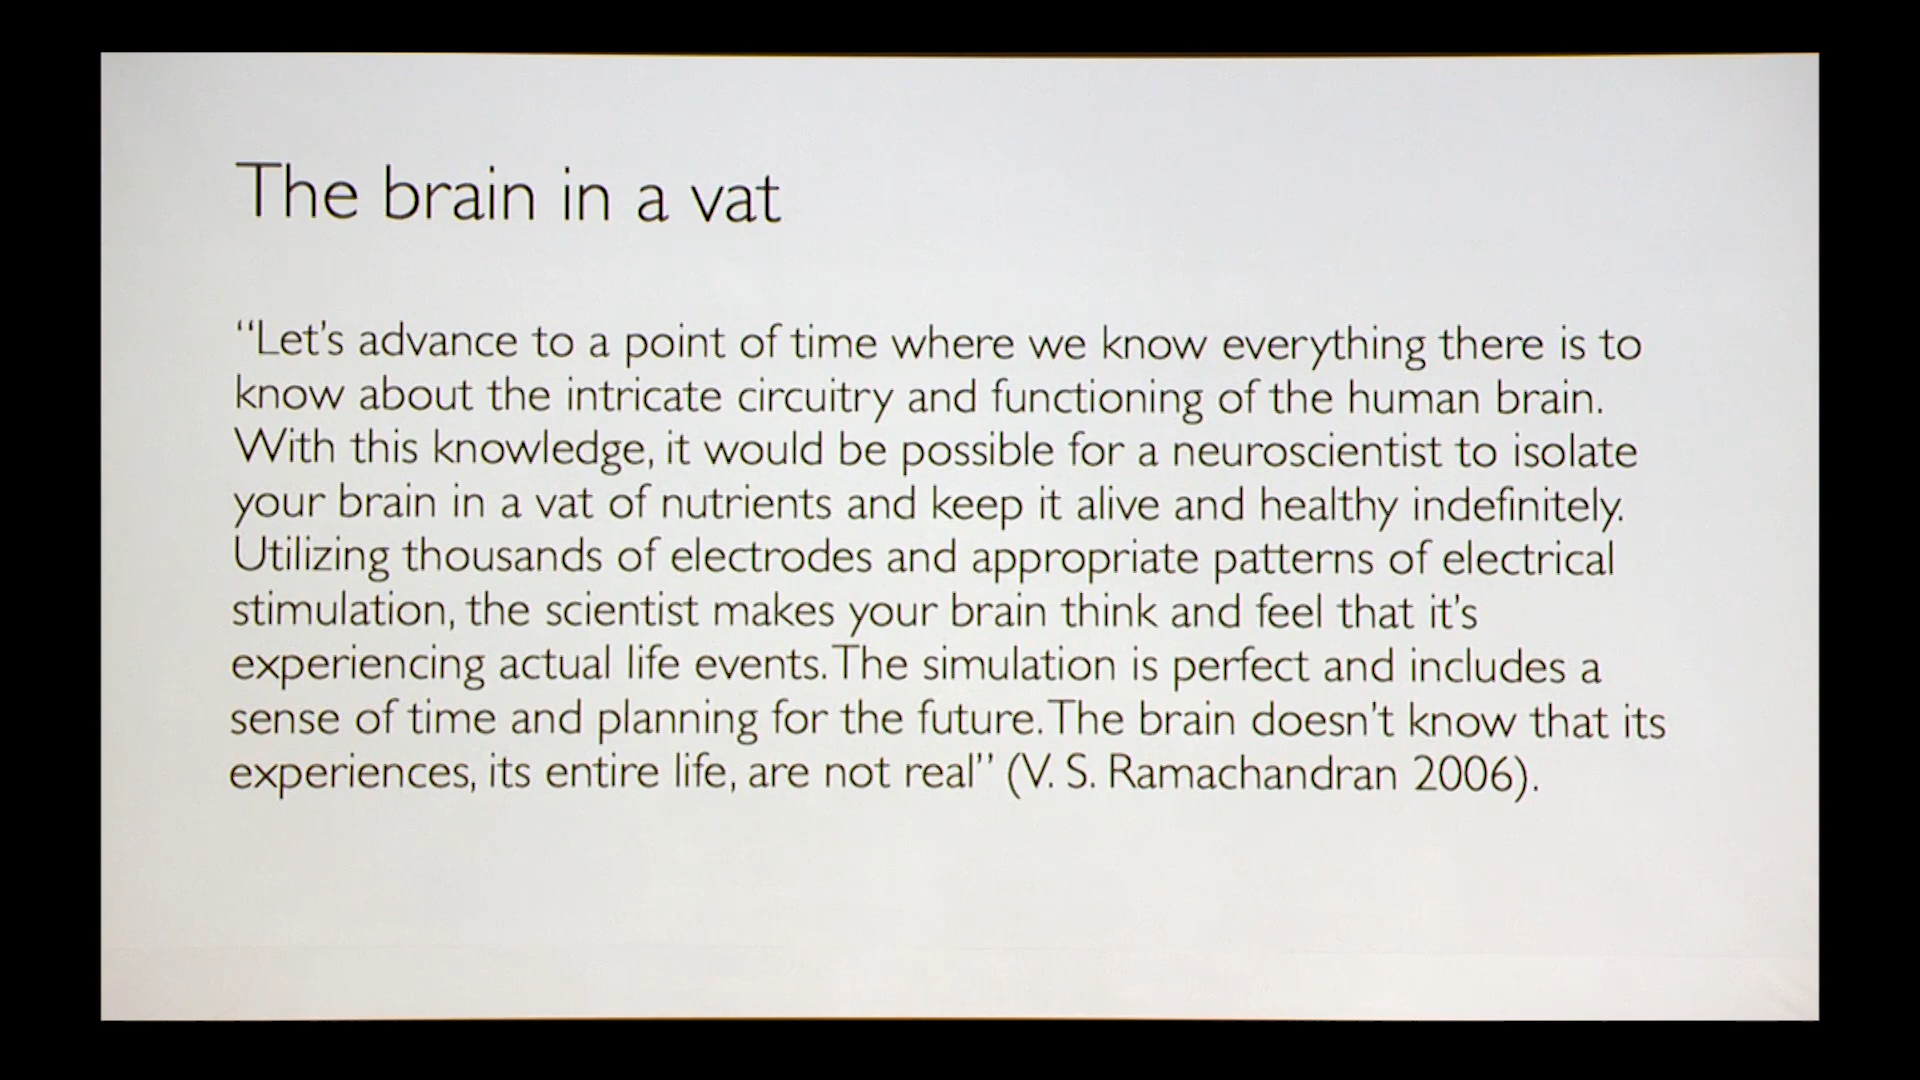 The brain in a vat
“Let’s advance to a point of time where we know everything there is to
know about the intricate circuitry and functioning of the human brain.
With this knowledge, it would be possible for a neuroscientist to isolate
your brain in a vat of nutrients and keep it alive and healthy indefinitely.
Utilizing thousands of electrodes and appropriate patterns of electrical
stimulation, the scientist makes your brain think and feel that it’s
experiencing actual life events. The simulation is perfect and includes a
sense of time and planning for the future. The brain doesn’t know that its
experiences, its entire life, are not real” (V. S. Ramachandran 2006).